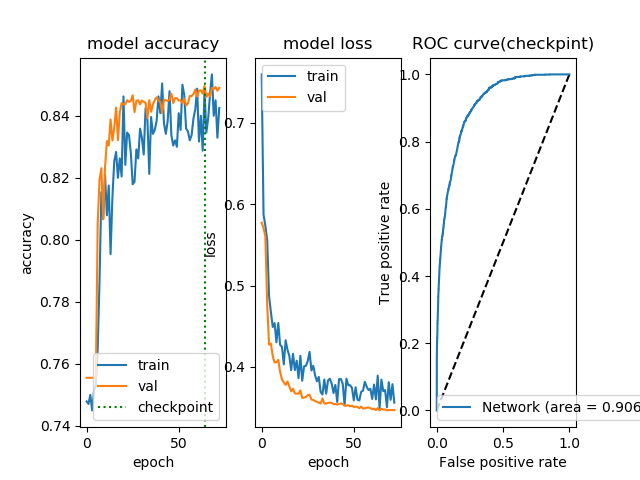 model accuracy
0.84
0.82
0.80
0.78
0.76
0.74
accuracy
train
val
checkpoint
0
50
epoch
model loss
train
val
0.7
0.6
0.5
0.4
loss
0
50
epoch
ROC curve(checkpint)
1.0
0.8
0.6
0.4
0.2
0.0
True positive rate
Network (area = 0.906
0.0
0.5
1.0
False positive rate